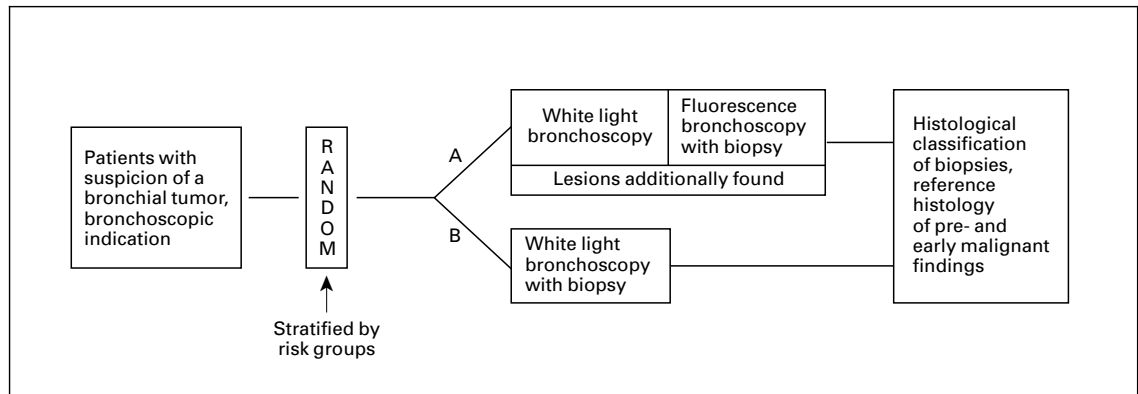 Patients with
suspicion of a
bronchial tumor,
bronchoscopic
indication
R
A
N
D
O
M
Stratified by
risk groups
A
B
White light
bronchoscopy
Fluorescence
bronchoscopy
with biopsy
Lesions additionally found
White light
bronchoscopy
with biopsy
Histological
classification
of biopsies,
reference
histology
of pre- and
early malignant
findings